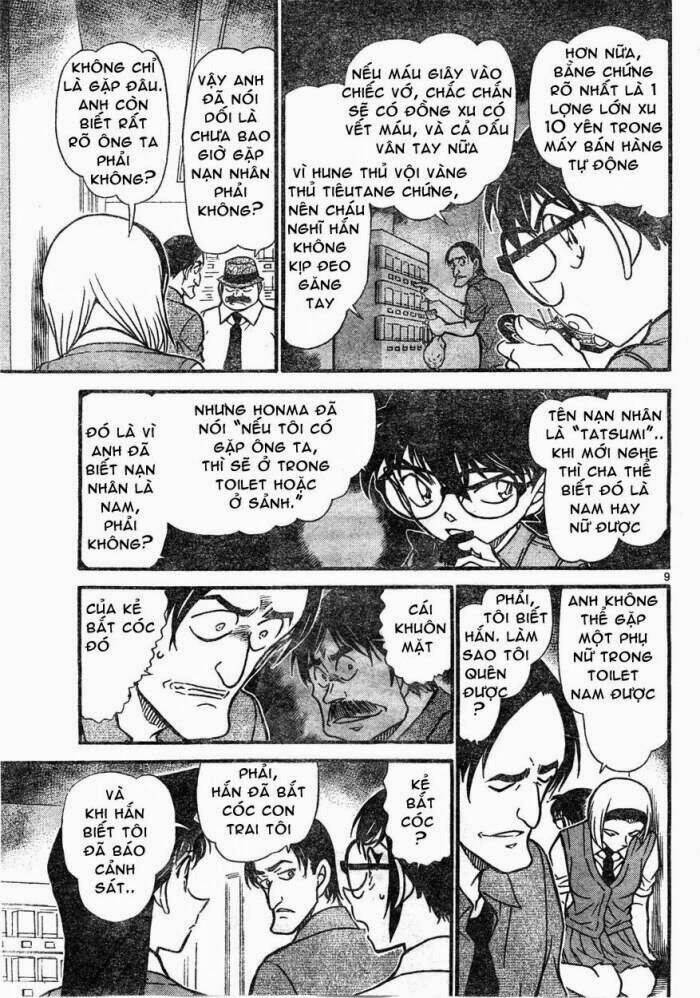 HƠN NỮA,
BẰNG CHỨNG
RÕ NHẤT LÀ 1
LƯỢNG LỚN XU
10 YÊN TRONG
MÁY BÁN HÀNG
TỰ ĐỘNG
NẾU MÁU GIÂY VÀO
CHIẾC VỚ, CHẮC CHẮN
SẼ CÓ ĐỒNG XU CÓ
VẾT MÁU, VÀ CẢ DẤU
VÂN TAY NỮA
VÌ HUNG THỦ VỘI VÀNG
THỦ TIÊUTANG CHỨNG,
NÊN CHÁU
NGHĨ HẮN
KHÔNG
KỊP ĐEO
GĂNG
TAY
VẬY ANH
ĐÃ NÓI
DỐI LÀ
CHƯA BAO
GIỜ GẶP
NẠN NHÂN
PHẢI
KHÔNG?
KHÔNG CHỈ
LÀ GẶP ĐÂU.
ANH CÒN
BIẾT RẤT
RÕ ÔNG TA
PHẢI
KHÔNG?
TÊN NẠN NHÂN
LÀ "TATSUMI"..
KHI MỚI NGHE
THÌ CHA THỂ
BIẾT ĐÓ LÀ
NAM HAY
NỮ ĐƯỢC
NHƯNG HONMA ĐÃ
NÓI "NẾU TÔI CÓ
GẶP ÔNG TA,
THÌ SẼ Ở TRONG
TOILET HOẶC
Ở SẢNH."
ĐÓ LÀ VÌ
ANH ĐÃ
BIẾT NẠN
NHÂN LÀ
NAM,
PHẢI
KHÔNG?
9
ANH KHÔNG
THỂ GẶP
MỘT PHỤ
NỮ TRONG
TOILET
NAM ĐƯỢC
PHẢI,
TÔI BIẾT
HẮN. LÀM
SAO TÔI
QUÊN
ĐƯỢC?
CÁI
KHUÔN
MẶT
CỦA KẺ
BẮT CÓC
ĐÓ
KẺ
BẮT
CÓC?
PHẢI,
HẮN ĐÃ BẮT
CÓC CON
TRAI TÔI
VÀ
KHI HẮN
BIẾT TÔI
ĐÃ BÁO
CẢNH
SÁT..